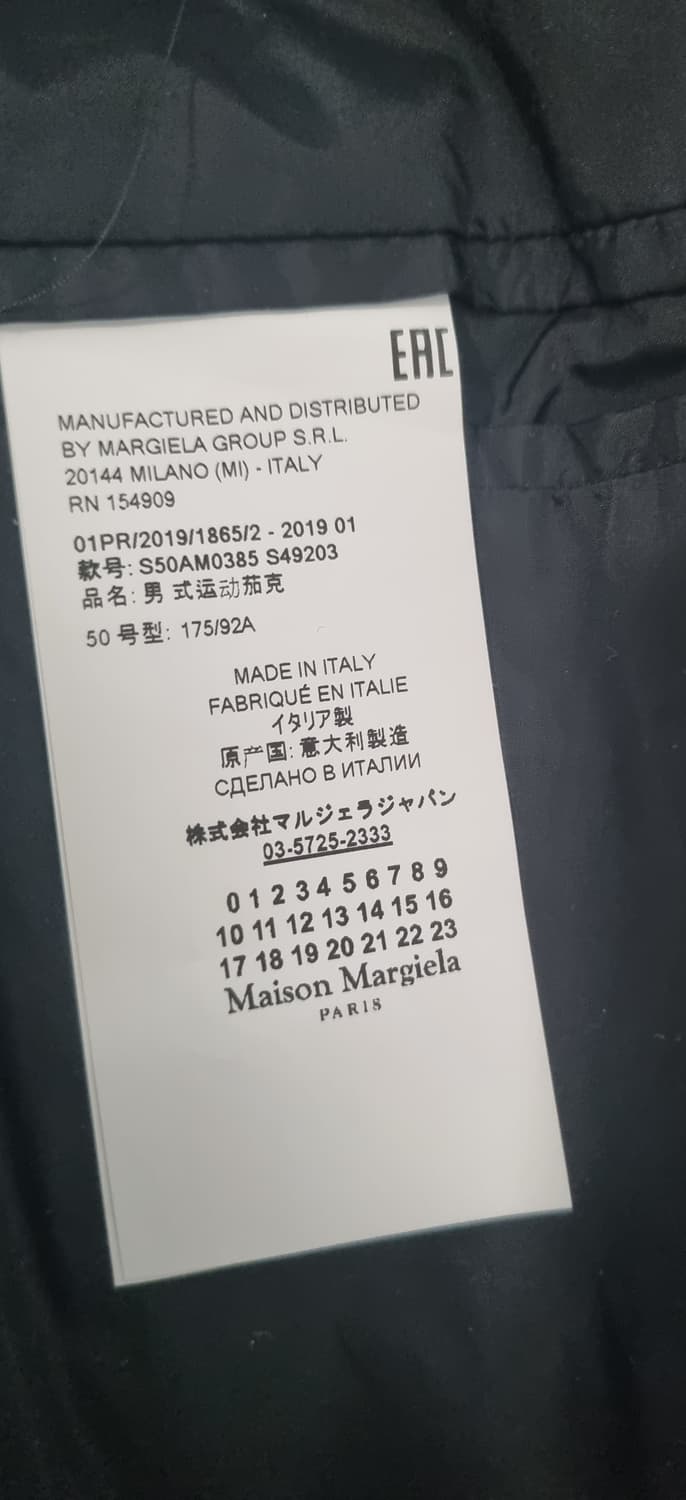 EAC
MANUFACTURED AND DISTRIBUTED
BY MARGIELA GROUP S.R.L.
20144 MILANO (MI) - ITALY
RN 154909
01PR/2019/1865/2 - 2019 01
款号: S50AM0385 S49203
品名: 男 式运动茄克
50 号型: 175/92A
MADE IN ITALY
FABRIQUÉ EN ITALIE
イタリア製
原产国: 意大利製造
СДЕЛАНО В ИТАЛИИ
株式会社マルジェラジャパン
03-5725-2333
0 1 2 3 4 5 6 7 8 9
10 11 12 13 14 15 16
17 18 19 20 21 22 23
Maison Margiela
PARIS